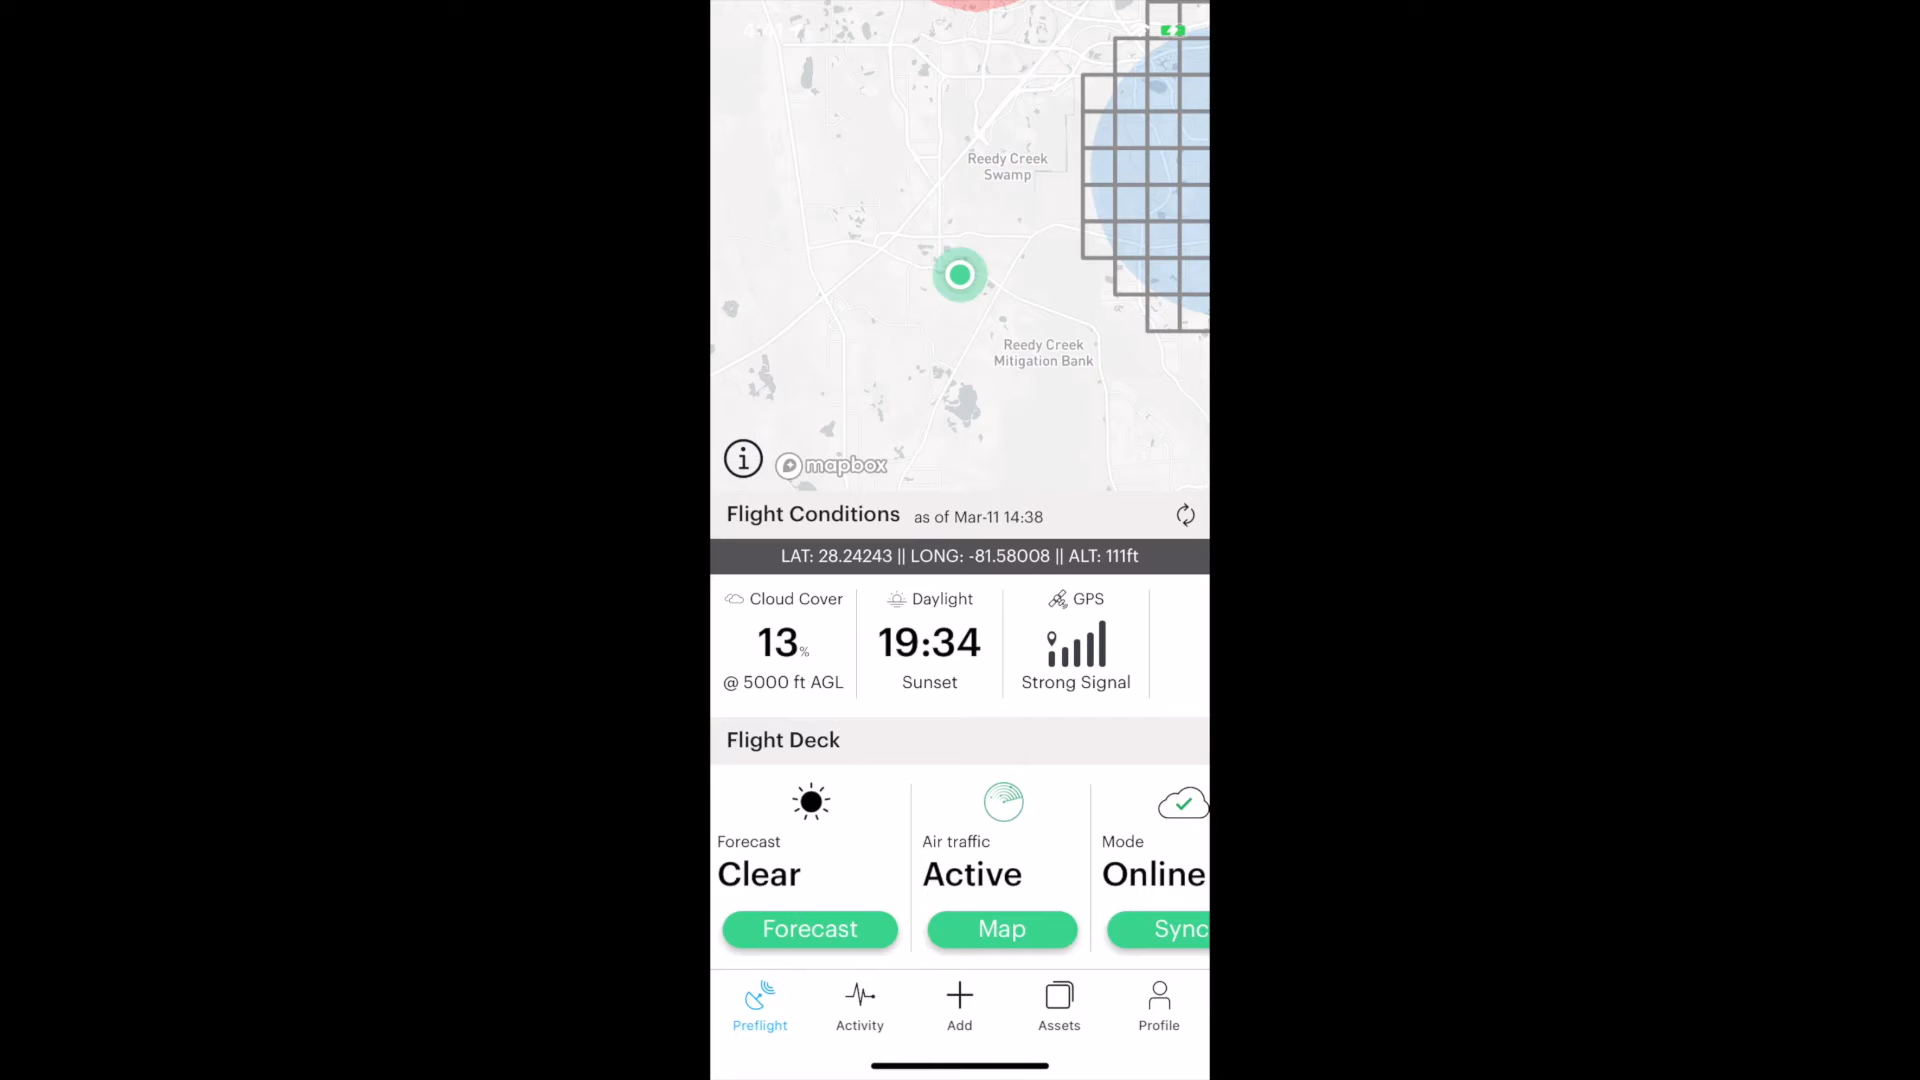 4:41
Reedy Creek
Swamp
Reedy Creek
Mitigation Bank
mapbox
Flight Conditions as of Mar-11 14:38
LAT: 28.24243 || LONG: -81.58008 || ALT: 111ft
Cloud Cover Daylight GPS
13% 19:34
@ 5000 ft AGL Sunset Strong Signal
Flight Deck
Forecast Air traffic Mode
Clear Active Online
Forecast Map Sync
Preflight Activity Add Assets Profile